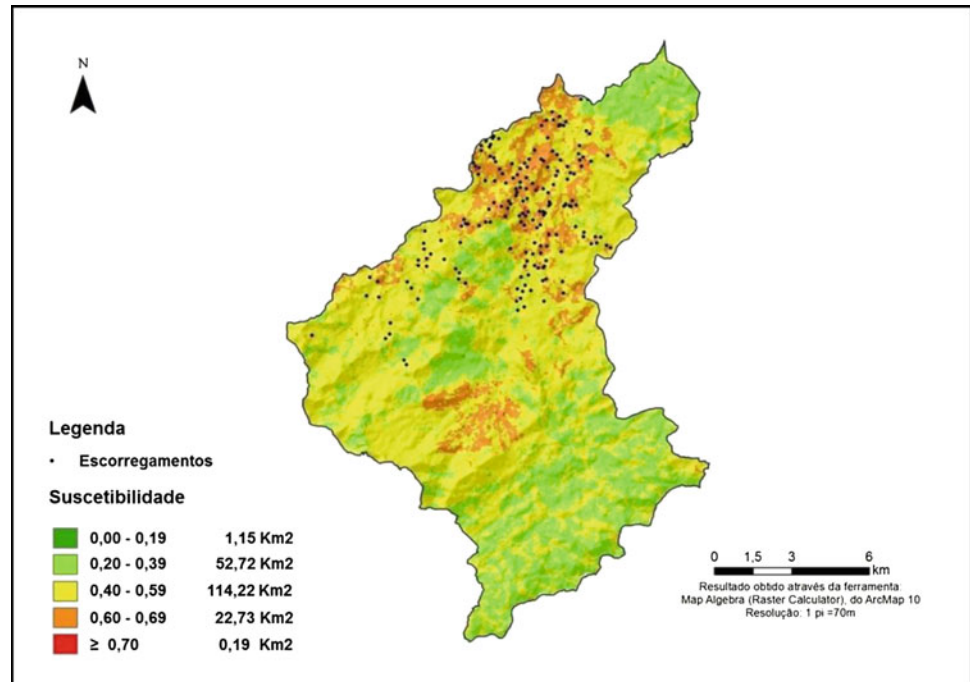 N
Legenda
• Escorregamentos
Suscetibilidade
0,00 - 0,19 1,15 Km2
0,20 - 0,39 52,72 Km2
0,40 - 0,59 114,22 Km2
0,60 - 0,69 22,73 Km2
≥ 0,70 0,19 Km2
0 1,5 3 6
km
Resultado obtido através da ferramenta:
Map Algebra (Raster Calculator), do ArcMap 10
Resolução: 1 pi =70m